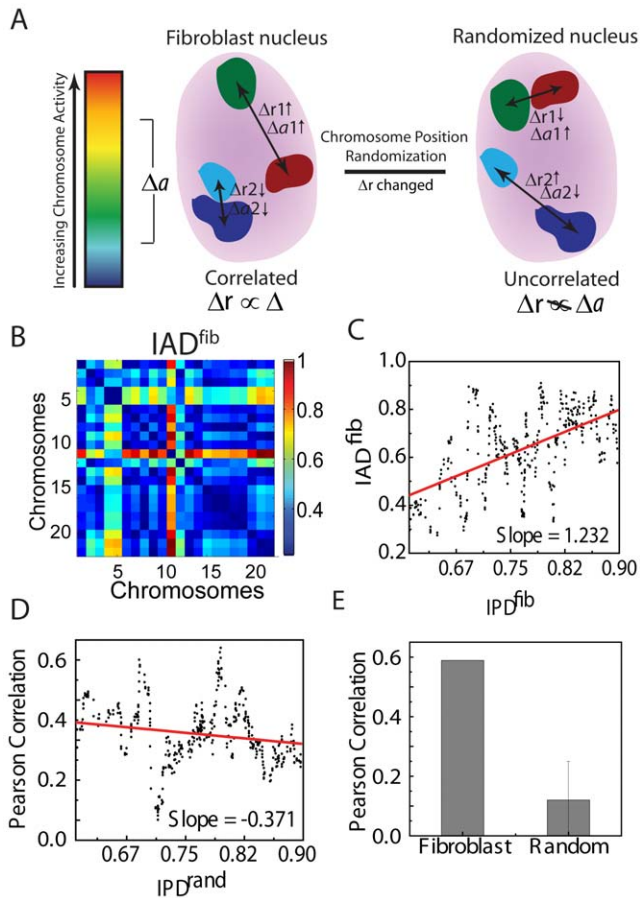 A
Increasing Chromosome Activity
Δa
Fibroblast nucleus
Δr1↑
Δa1↑
Δr2↓
Δa2↓
Correlated
Δr ∝ Δ
Chromosome Position
Randomization
Δr changed
Randomized nucleus
Δr1↓
Δa1↑
Δr2↑
Δa2↓
Uncorrelated
Δr ∝ Δa
B
IAD^fib
Chromosomes
5
10
15
20
5
10
15
20
Chromosomes
1
0.8
0.6
0.4
C
IAD^fib
1.0
0.8
0.6
0.4
0.2
Slope = 1.232
0.67 0.75 0.82 0.90
IPD^fib
D
Pearson Correlation
0.6
0.4
0.2
0.0
Slope = -0.371
0.67 0.75 0.82 0.90
IPD^rand
E
Pearson Correlation
0.6
0.4
0.2
0.0
Fibroblast Random